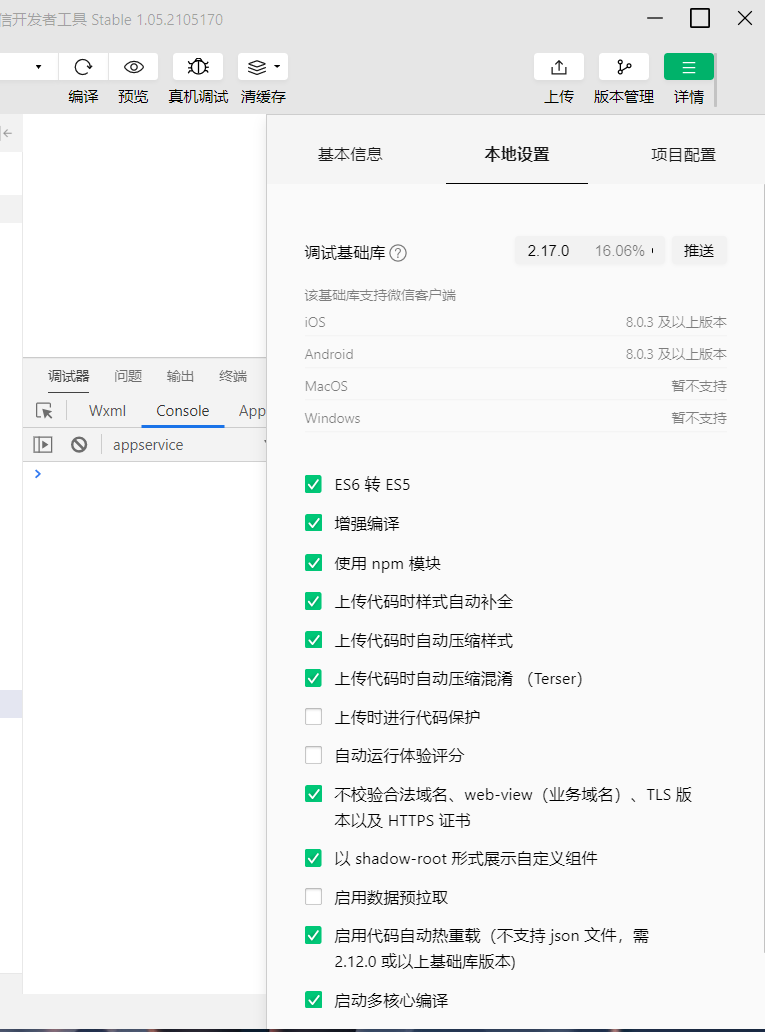 信开发者工具 Stable 1.05.2105170
编译 预览 真机调试 清缓存 上传 版本管理 详情
基本信息 本地设置 项目配置
调试基础库 ? 2.17.0 16.06% 推送
该基础库支持微信客户端
iOS 8.0.3 及以上版本
Android 8.0.3 及以上版本
MacOS 暂不支持
Windows 暂不支持
调试器 问题 输出 终端
Wxml Console App
appservice
ES6 转 ES5
增强编译
使用 npm 模块
上传代码时样式自动补全
上传代码时自动压缩样式
上传代码时自动压缩混淆 （Terser）
上传时进行代码保护
自动运行体验评分
不校验合法域名、web-view（业务域名）、TLS 版
本以及 HTTPS 证书
以 shadow-root 形式展示自定义组件
启用数据预拉取
启用代码自动热重载（不支持 json 文件，需
2.12.0 或以上基础库版本)
启动多核心编译